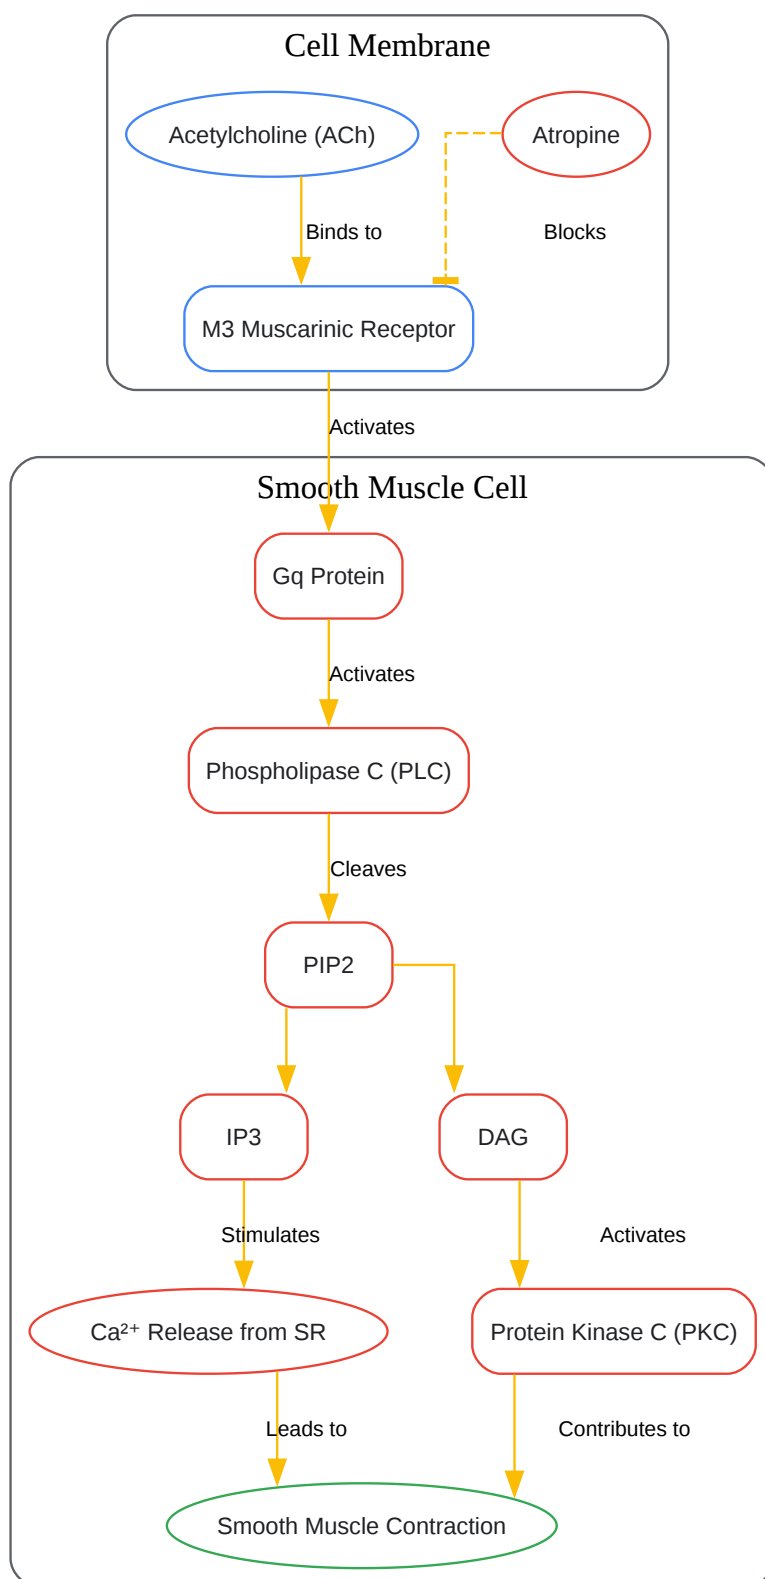 Cell Membrane
Acetylcholine (ACh)
Atropine
Binds to
Blocks
M3 Muscarinic Receptor
Activates
Smooth Muscle Cell
Gq Protein
Activates
Phospholipase C (PLC)
Cleaves
PIP2
IP3
DAG
Stimulates
Activates
Ca²⁺ Release from SR
Protein Kinase C (PKC)
Leads to
Contributes to
Smooth Muscle Contraction